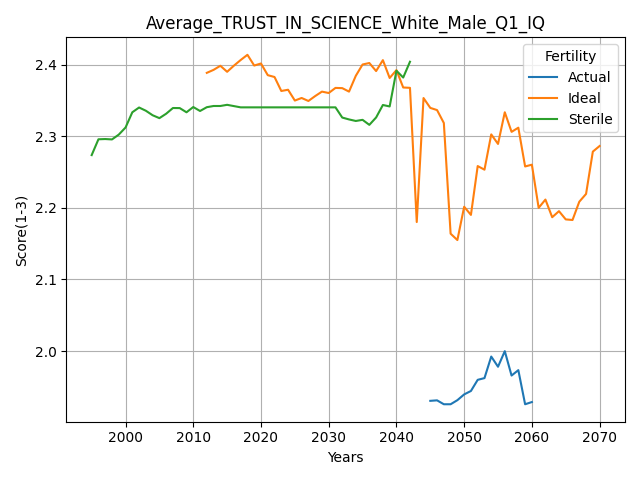 Average_TRUST_IN_SCIENCE_White_Male_Q1_IQ
Fertility
Actual
Ideal
Sterile
Score(1-3)
2.4
2.3
2.2
2.1
2.0
2000 2010 2020 2030 2040 2050 2060 2070
Years